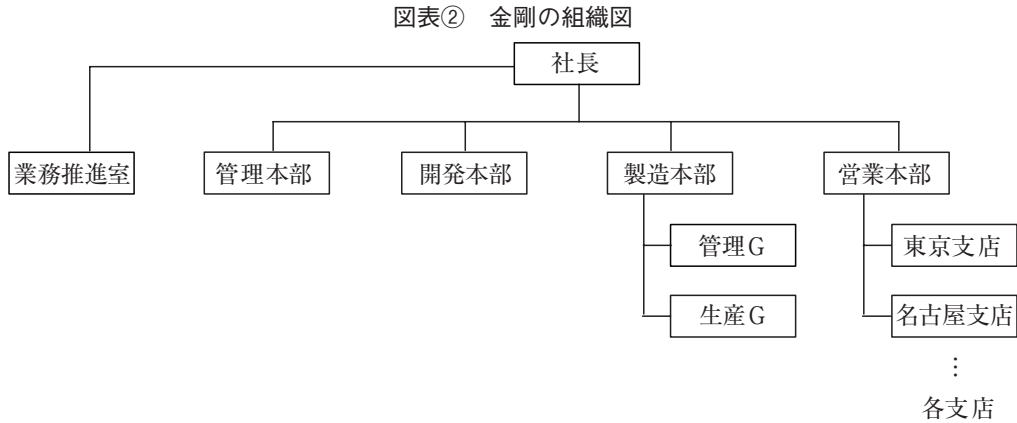 図表② 金剛の組織図
社長
業務推進室
管理本部
開発本部
製造本部
営業本部
管理G
東京支店
生産G
名古屋支店
⋮
各支店